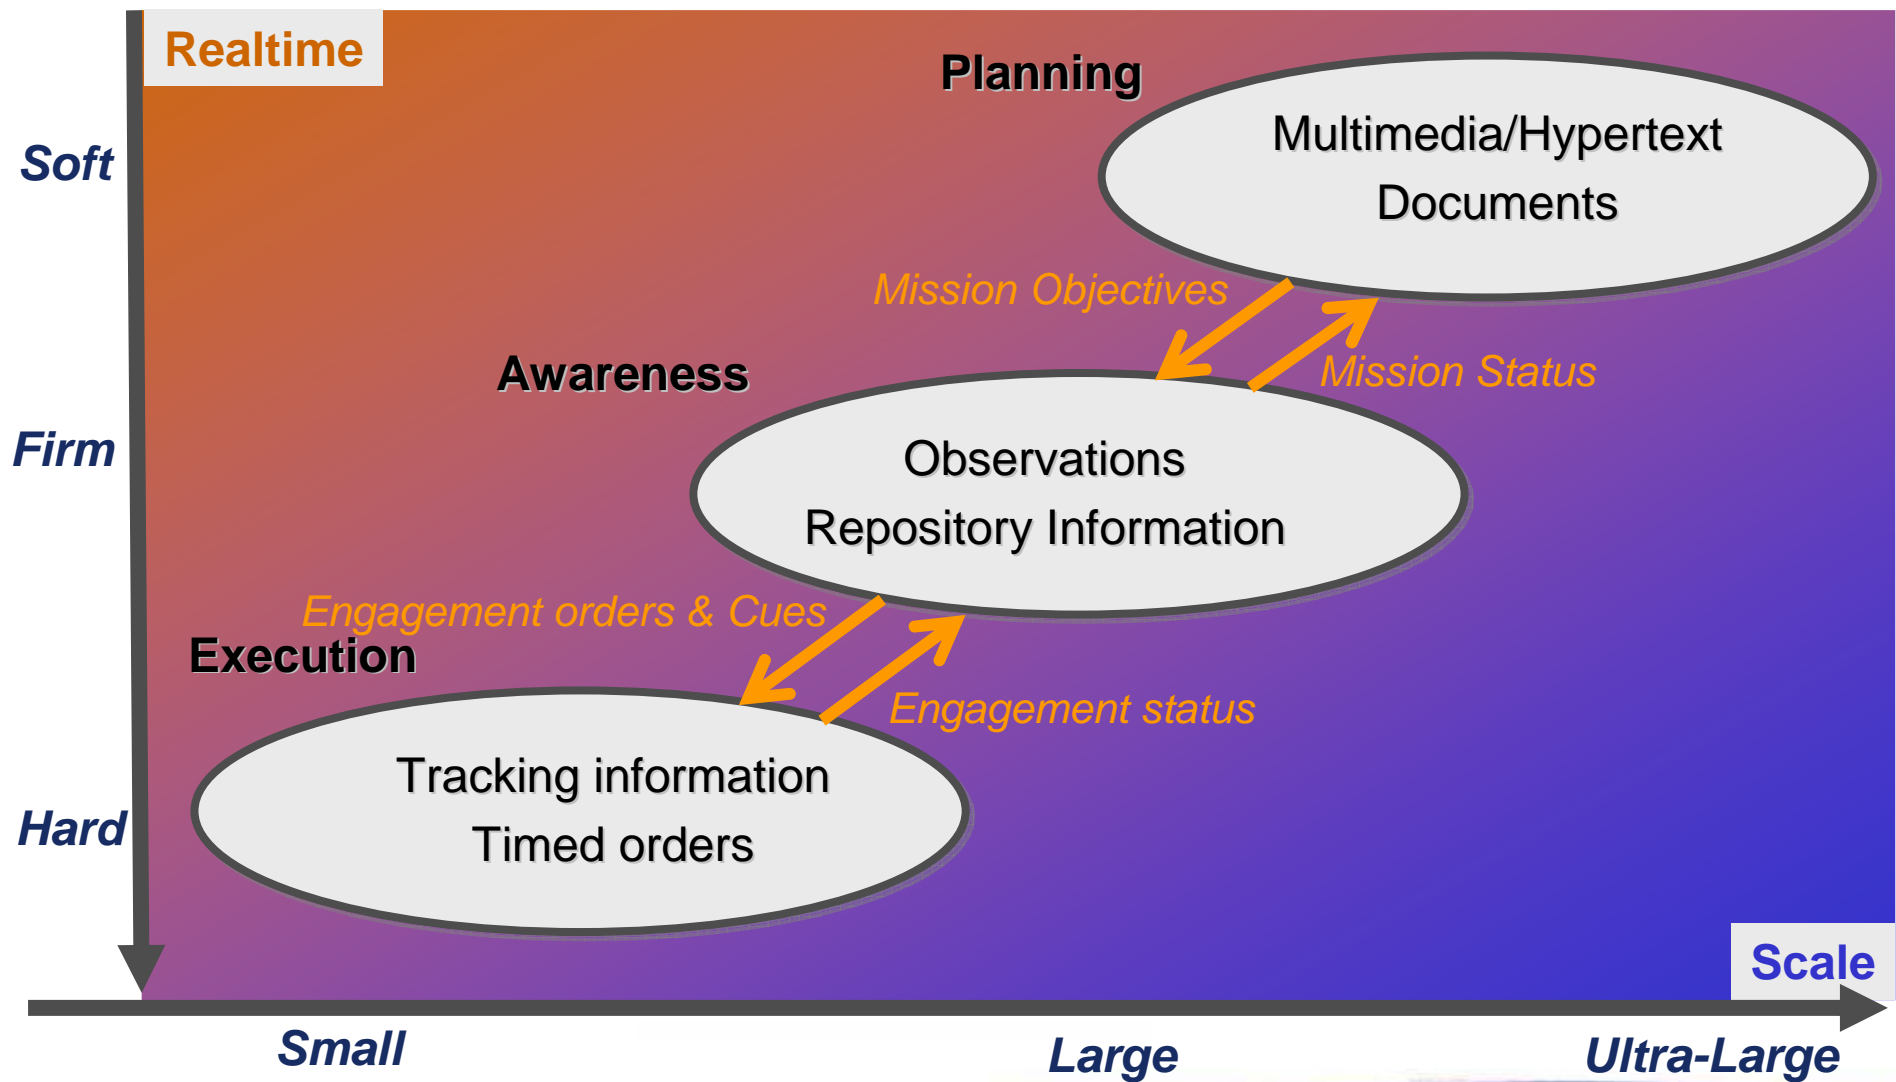 Realtime
Planning
Multimedia/Hypertext
Documents
Soft
Mission Objectives
Mission Status
Awareness
Firm
Observations
Repository Information
Engagement orders & Cues
Execution
Engagement status
Tracking information
Timed orders
Hard
Scale
Small
Large
Ultra-Large